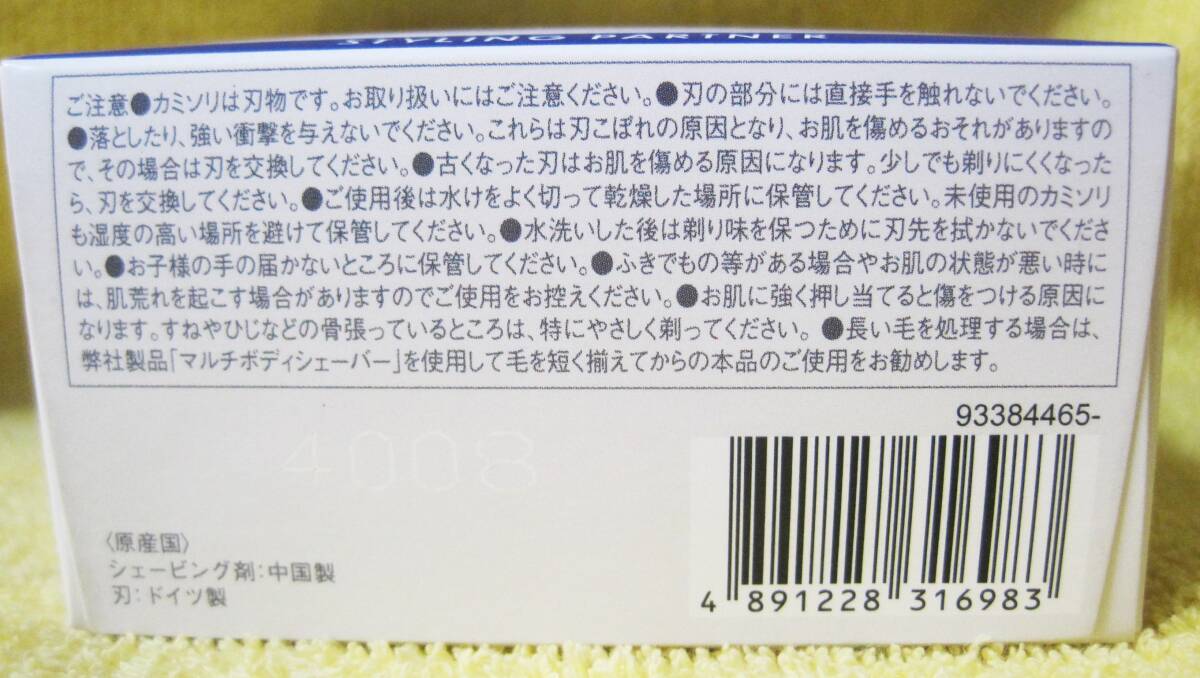 STYLING PARTNER
ご注意●カミソリは刃物です。お取り扱いにはご注意ください。●刃の部分には直接手を触れないでください。
●落としたり、強い衝撃を与えないでください。これらは刃こぼれの原因となり、お肌を傷めるおそれがありますの
で、その場合は刃を交換してください。●古くなった刃はお肌を傷める原因になります。少しでも剃りにくくなった
ら、刃を交換してください。●ご使用後は水けをよく切って乾燥した場所に保管してください。未使用のカミソリ
も湿度の高い場所を避けて保管してください。●水洗いした後は剃り味を保つために刃先を拭かないでくださ
い。●お子様の手の届かないところに保管してください。●ふきでもの等がある場合やお肌の状態が悪い時に
は、肌荒れを起こす場合がありますのでご使用をお控えください。●お肌に強く押し当てると傷をつける原因に
なります。すねやひじなどの骨張っているところは、特にやさしく剃ってください。●長い毛を処理する場合は、
弊社製品「マルチボディシェーバー」を使用して毛を短く揃えてからの本品のご使用をお勧めします。
93384465-
4008
〈原産国〉
シェービング剤：中国製
刃：ドイツ製
4 891228 316983